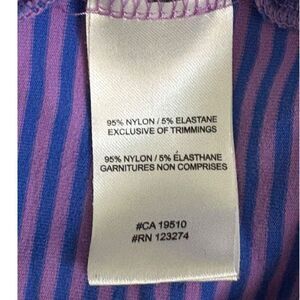 95% NYLON / 5% ELASTANE
EXCLUSIVE OF TRIMMINGS
95% NYLON / 5% ÉLASTHANE
GARNITURES NON COMPRISES
#CA 19510
#RN 123274